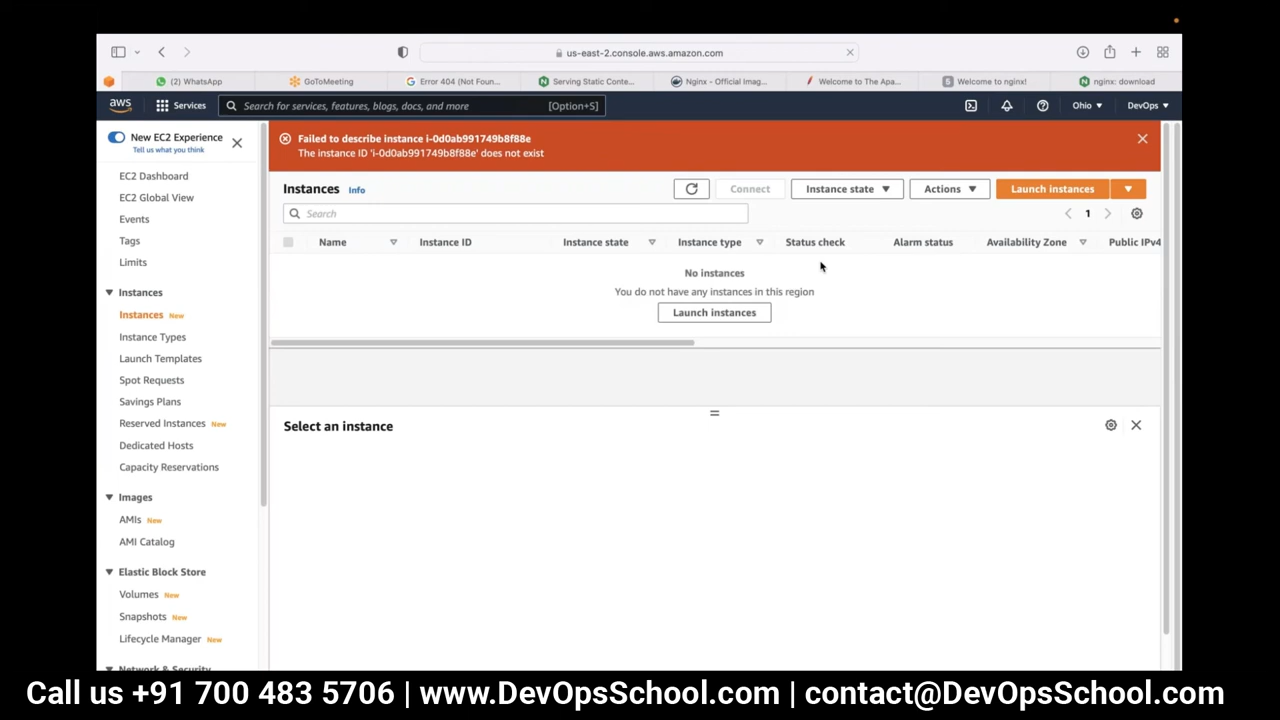 us-east-2.console.aws.amazon.com
(2) WhatsApp
GoToMeeting
Error 404 (Not Foun...
Serving Static Conte...
Nginx - Official Imag...
Welcome to The Apa...
S Welcome to nginx!
nginx: download
aws Services Search for services, features, blogs, docs, and more [Option+S] Ohio DevOps
New EC2 Experience
Tell us what you think
EC2 Dashboard
EC2 Global View
Events
Tags
Limits
Instances
Instances New
Instance Types
Launch Templates
Spot Requests
Savings Plans
Reserved Instances New
Dedicated Hosts
Capacity Reservations
Images
AMIs New
AMI Catalog
Elastic Block Store
Volumes New
Snapshots New
Lifecycle Manager New
Network & Security
Failed to describe instance i-0d0ab991749b8f88e
The instance ID 'i-0d0ab991749b8f88e' does not exist
Instances Info Connect Instance state Actions Launch instances
Search 1
Name Instance ID Instance state Instance type Status check Alarm status Availability Zone Public IPv4
No instances
You do not have any instances in this region
Launch instances
Select an instance
Call us +91 700 483 5706 | www.DevOpsSchool.com | contact@DevOpsSchool.com